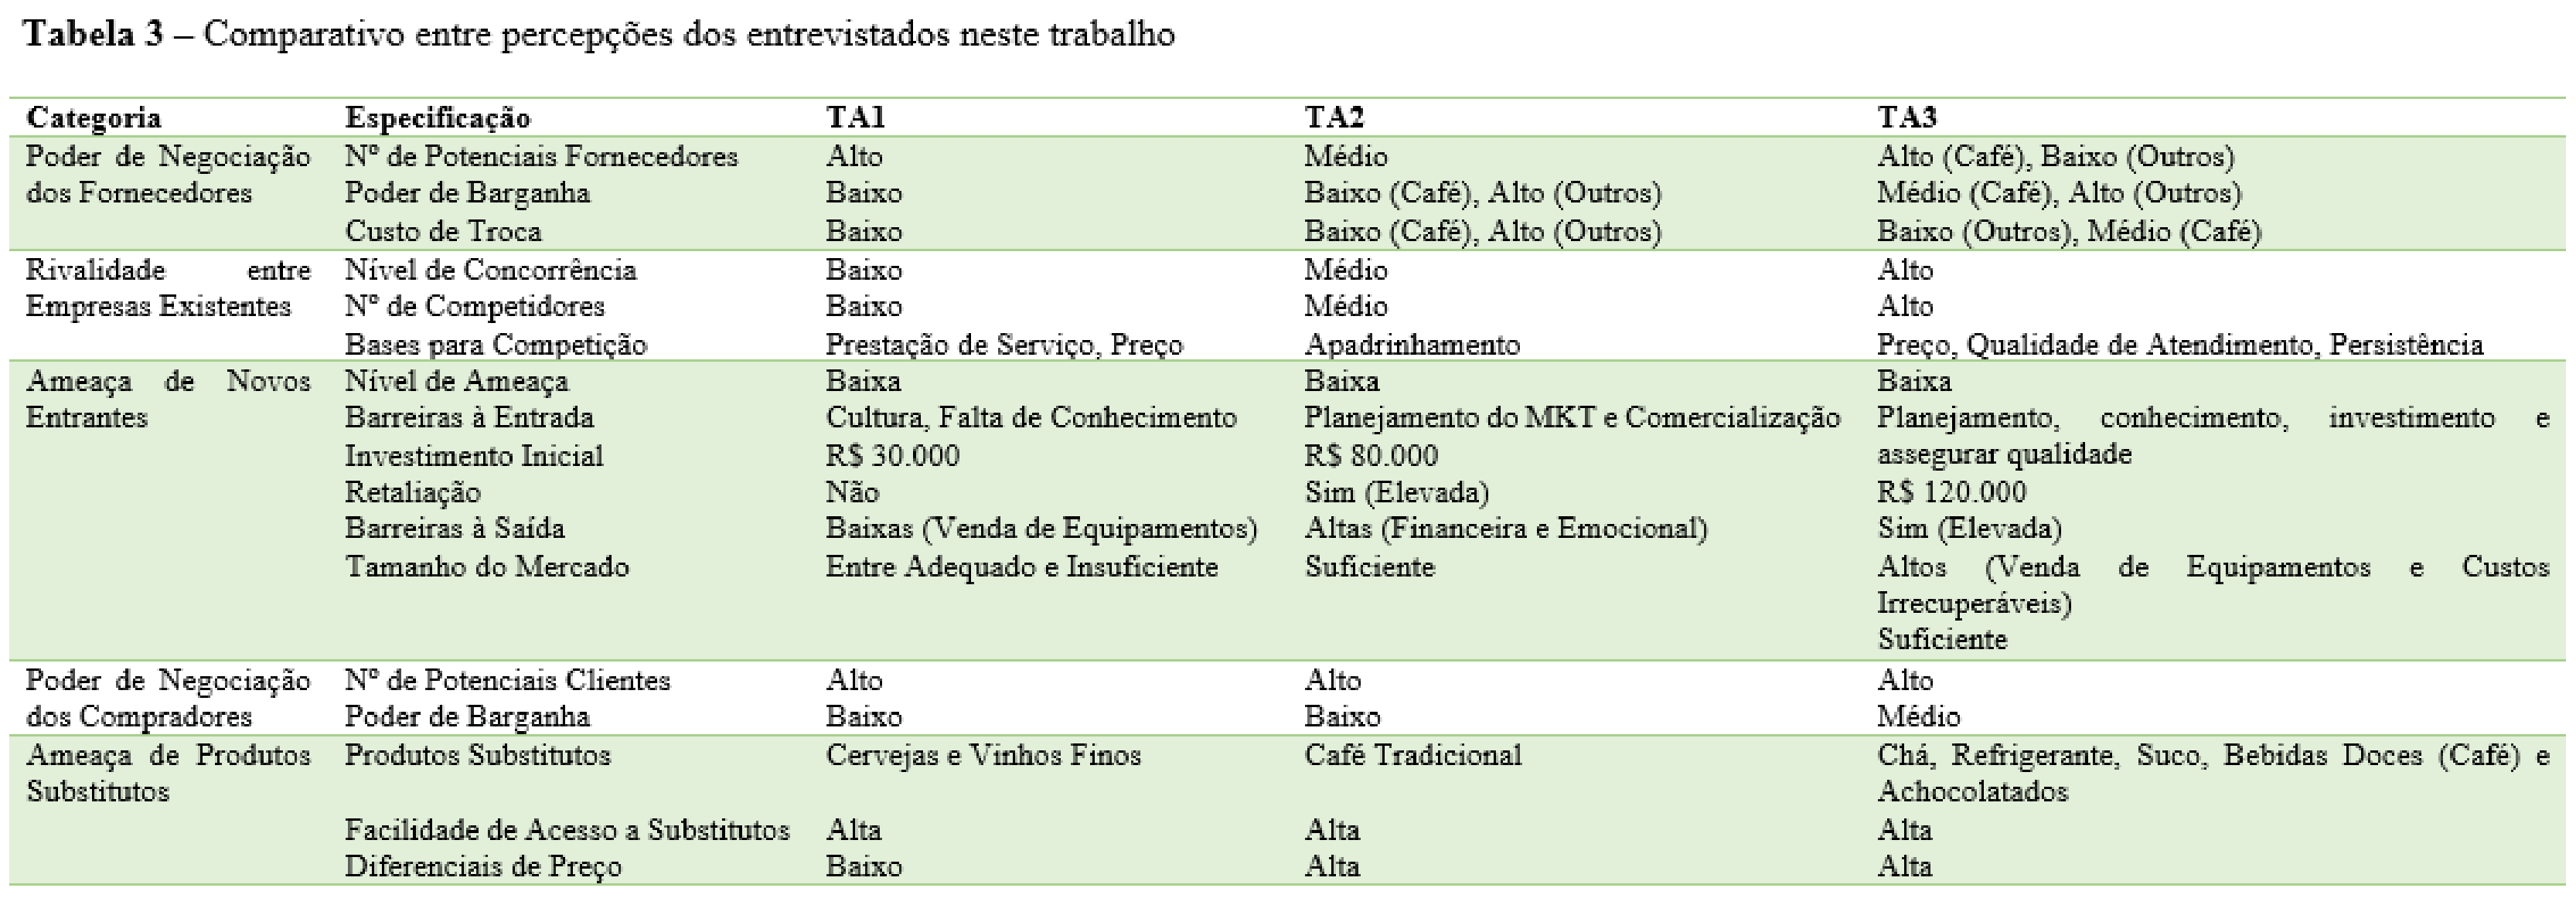 Tabela 3 – Comparativo entre percepções dos entrevistados neste trabalho
Categoria Especificação TA1 TA2 TA3
Poder de Negociação Nº de Potenciais Fornecedores Alto Médio Alto (Café), Baixo (Outros)
dos Fornecedores Poder de Barganha Baixo Baixo (Café), Alto (Outros) Médio (Café), Alto (Outros)
Custo de Troca Baixo Baixo (Café), Alto (Outros) Baixo (Outros), Médio (Café)
Rivalidade entre Nível de Concorrência Baixo Médio Alto
Empresas Existentes Nº de Competidores Baixo Médio Alto
Bases para Competição Prestação de Serviço, Preço Apadrinhamento Preço, Qualidade de Atendimento, Persistência
Ameaça de Novos Nível de Ameaça Baixa Baixa Baixa
Entrantes Barreiras à Entrada Cultura, Falta de Conhecimento Planejamento do MKT e Comercialização Planejamento, conhecimento, investimento e
Investimento Inicial R$ 30.000 R$ 80.000 assegurar qualidade
Retaliação Não Sim (Elevada) R$ 120.000
Barreiras à Saída Baixas (Venda de Equipamentos) Altas (Financeira e Emocional) Sim (Elevada)
Tamanho do Mercado Entre Adequado e Insuficiente Suficiente Altos (Venda de Equipamentos e Custos
Irrecuperáveis)
Suficiente
Poder de Negociação Nº de Potenciais Clientes Alto Alto Alto
dos Compradores Poder de Barganha Baixo Baixo Médio
Ameaça de Produtos Produtos Substitutos Cervejas e Vinhos Finos Café Tradicional Chá, Refrigerante, Suco, Bebidas Doces (Café) e
Substitutos Achocolatados
Facilidade de Acesso a Substitutos Alta Alta Alta
Diferenciais de Preço Baixo Alta Alta